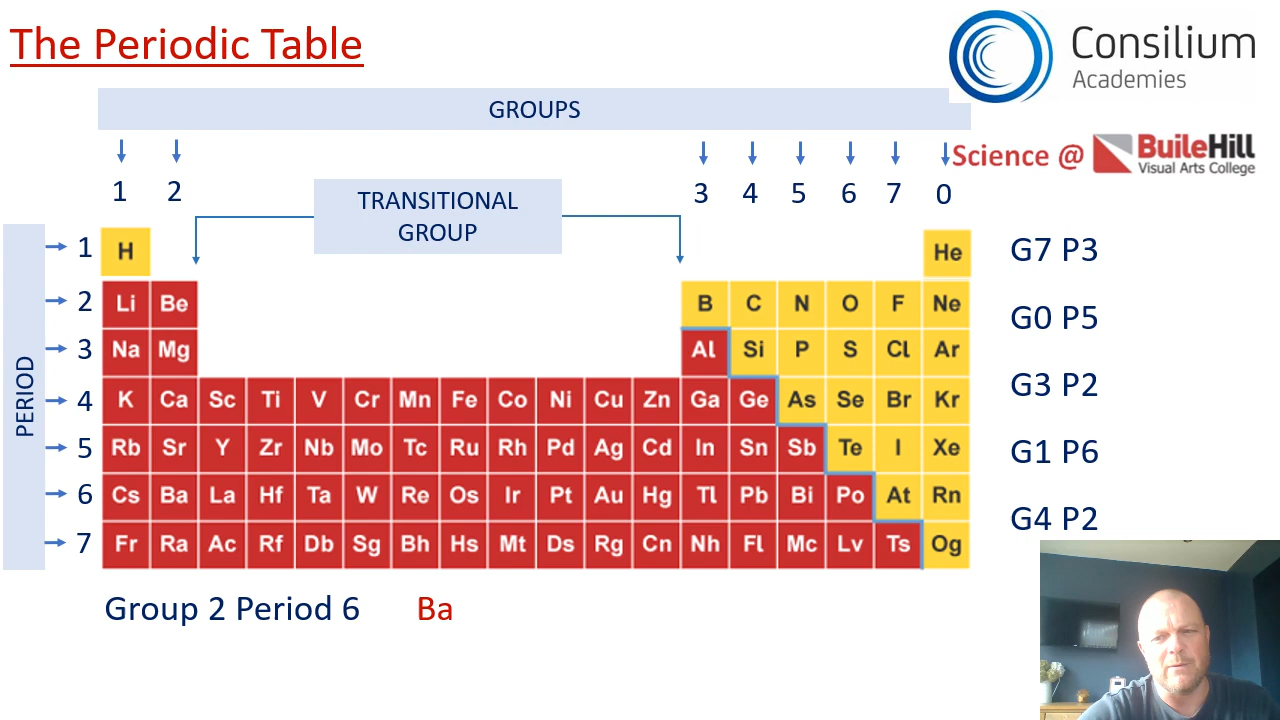 The Periodic Table
Consilium
Academies
GROUPS
Science @ BuileHill
Visual Arts College
1 2 3 4 5 6 7 0
TRANSITIONAL
GROUP
PERIOD
1 H He
2 Li Be B C N O F Ne
3 Na Mg Al Si P S Cl Ar
4 K Ca Sc Ti V Cr Mn Fe Co Ni Cu Zn Ga Ge As Se Br Kr
5 Rb Sr Y Zr Nb Mo Tc Ru Rh Pd Ag Cd In Sn Sb Te I Xe
6 Cs Ba La Hf Ta W Re Os Ir Pt Au Hg Tl Pb Bi Po At Rn
7 Fr Ra Ac Rf Db Sg Bh Hs Mt Ds Rg Cn Nh Fl Mc Lv Ts Og
G7 P3
G0 P5
G3 P2
G1 P6
G4 P2
Group 2 Period 6 Ba